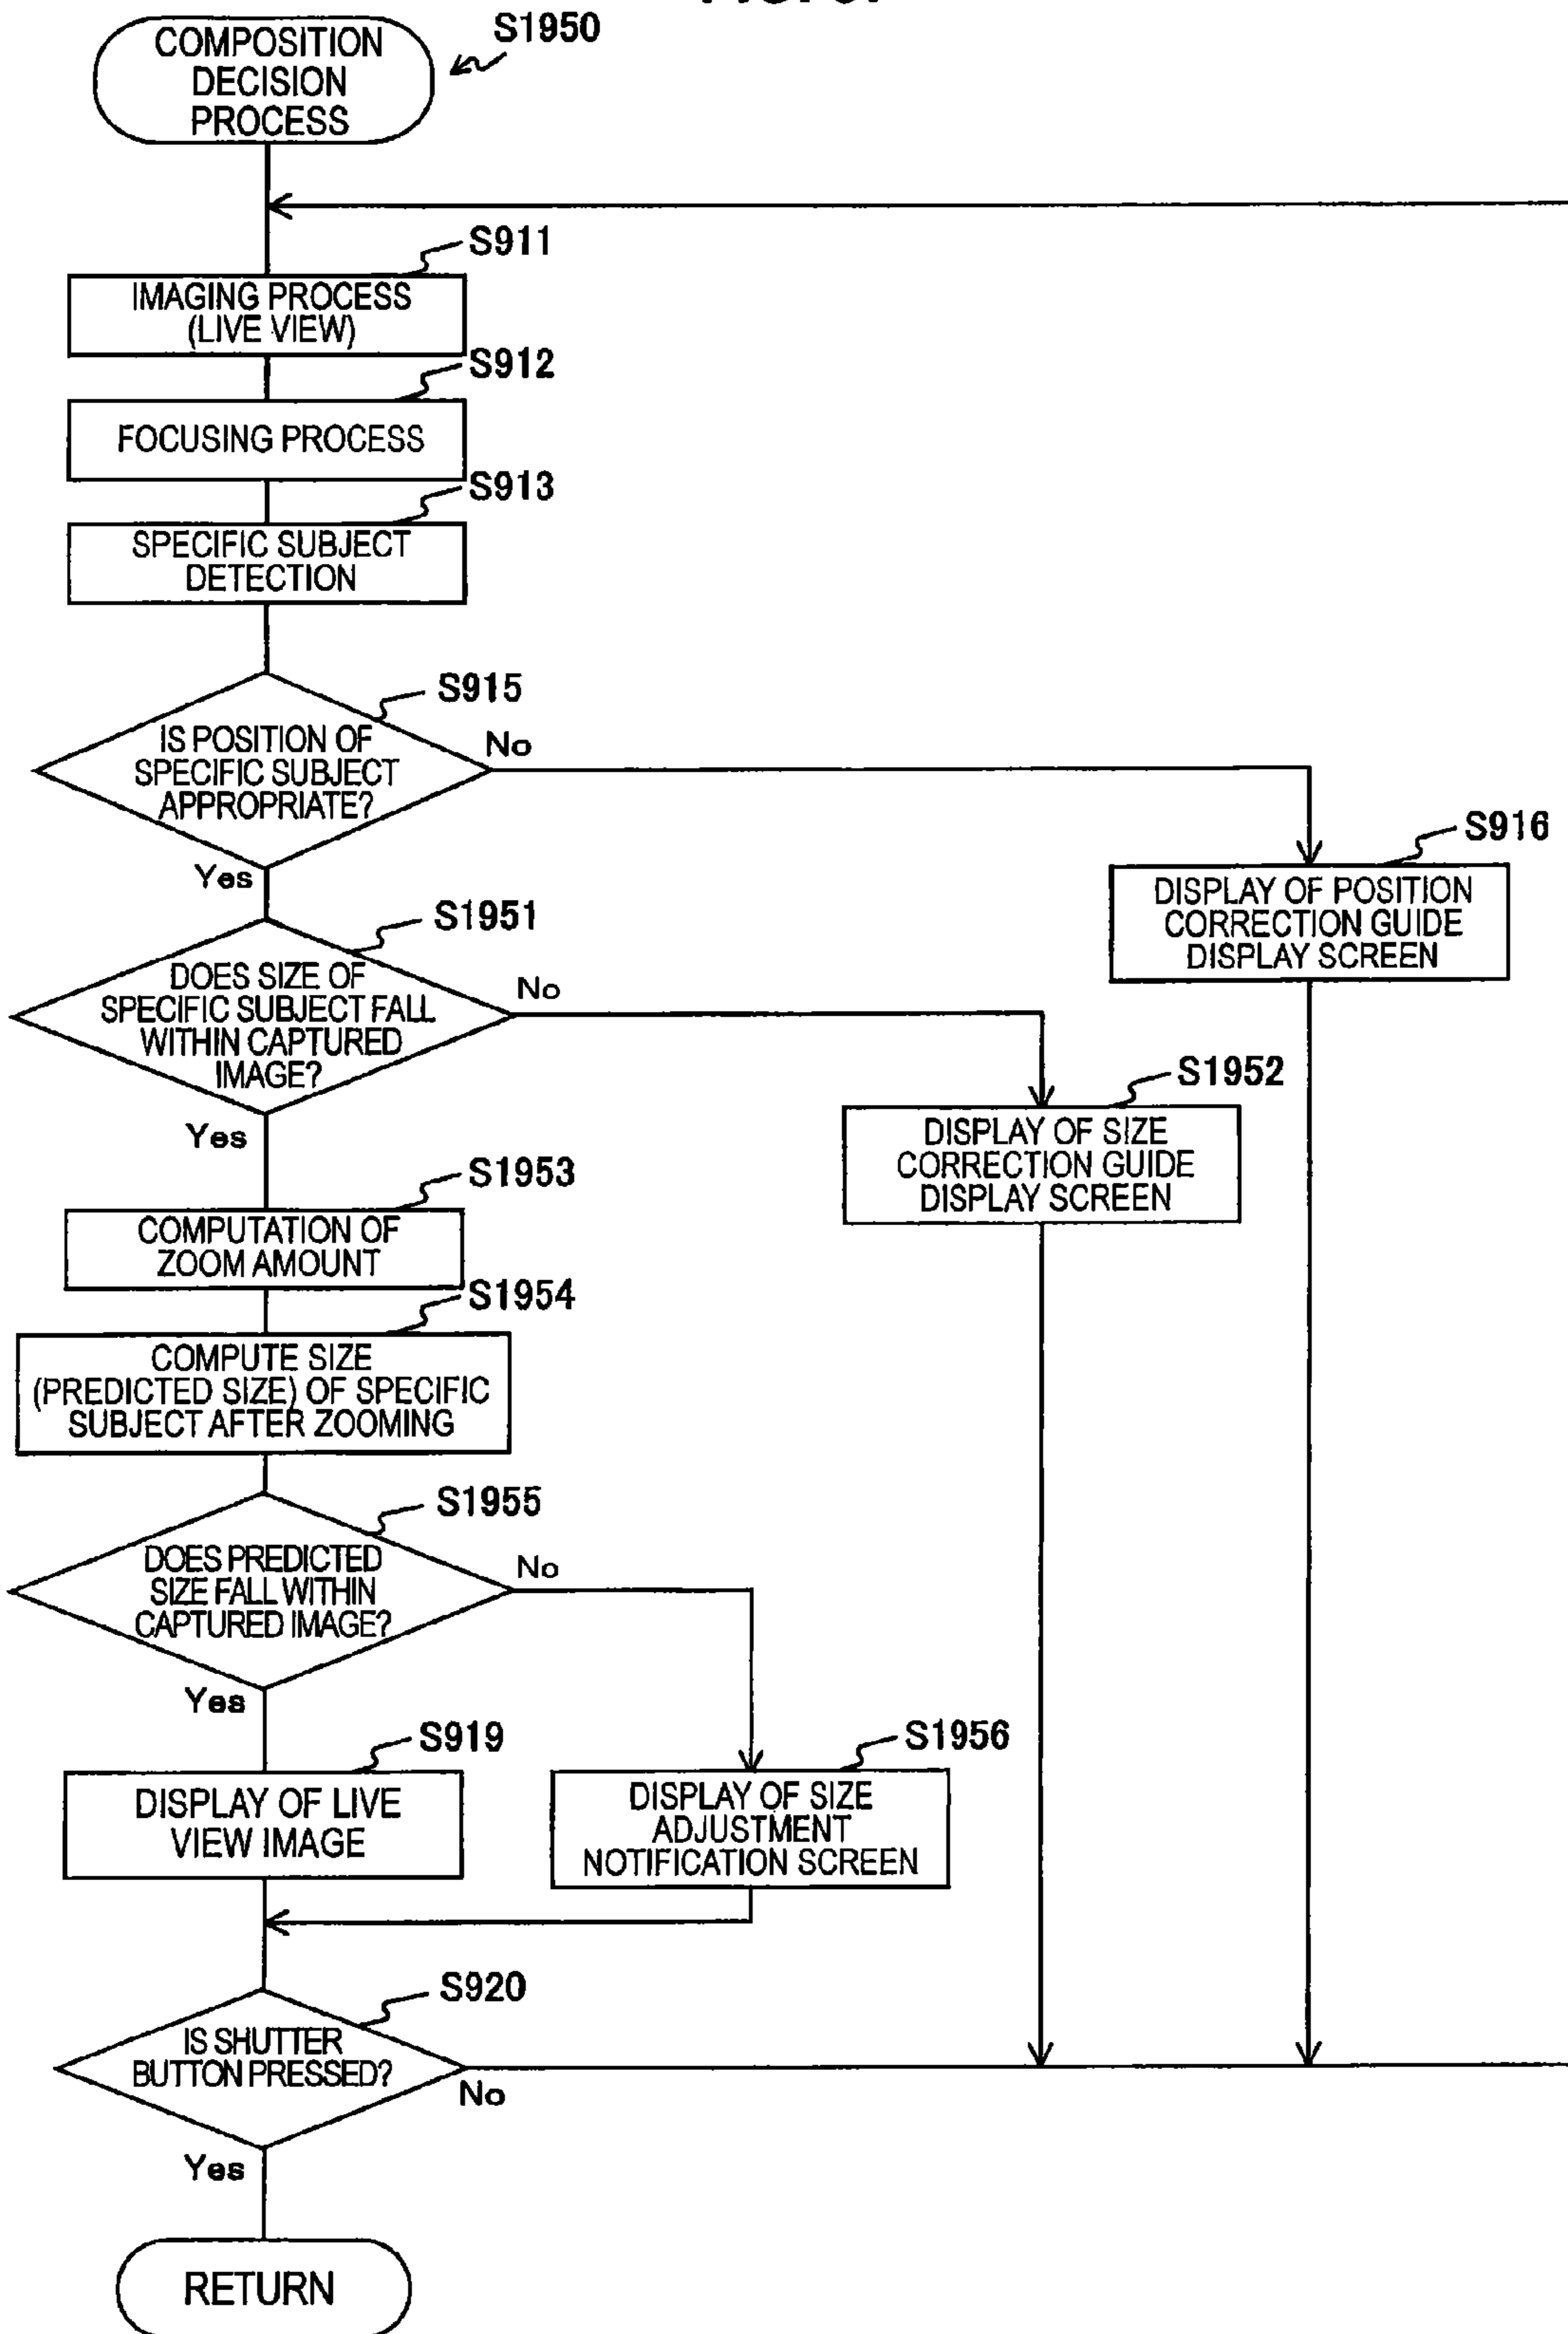 COMPOSITION
DECISION
PROCESS
S1950
S911
IMAGING PROCESS
(LIVE VIEW)
S912
FOCUSING PROCESS
S913
SPECIFIC SUBJECT
DETECTION
S915
IS POSITION OF
SPECIFIC SUBJECT
APPROPRIATE?
No
Yes
S916
DISPLAY OF POSITION
CORRECTION GUIDE
DISPLAY SCREEN
S1951
DOES SIZE OF
SPECIFIC SUBJECT FALL
WITHIN CAPTURED
IMAGE?
No
Yes
S1952
DISPLAY OF SIZE
CORRECTION GUIDE
DISPLAY SCREEN
S1953
COMPUTATION OF
ZOOM AMOUNT
S1954
COMPUTE SIZE
(PREDICTED SIZE) OF SPECIFIC
SUBJECT AFTER ZOOMING
S1955
DOES PREDICTED
SIZE FALL WITHIN
CAPTURED IMAGE?
No
Yes
S919
DISPLAY OF LIVE
VIEW IMAGE
S1956
DISPLAY OF SIZE
ADJUSTMENT
NOTIFICATION SCREEN
S920
IS SHUTTER
BUTTON PRESSED?
No
Yes
RETURN